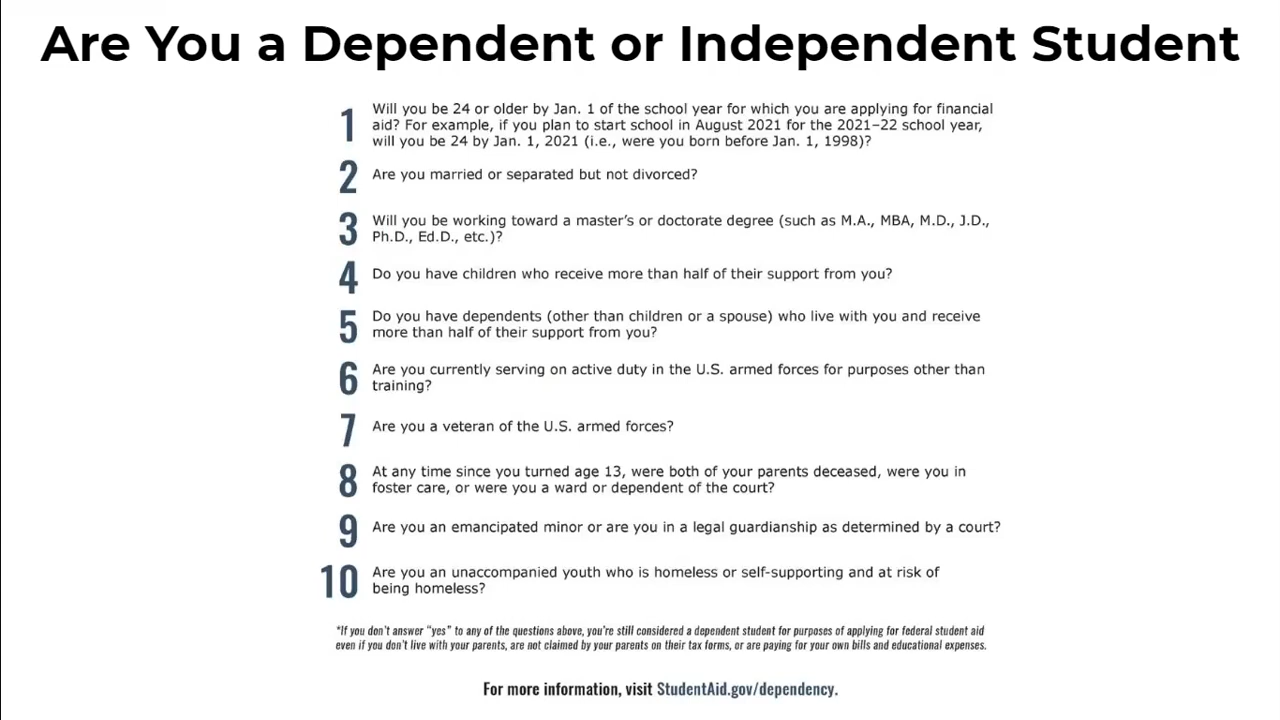 Are You a Dependent or Independent Student
1 Will you be 24 or older by Jan. 1 of the school year for which you are applying for financial
aid? For example, if you plan to start school in August 2021 for the 2021–22 school year,
will you be 24 by Jan. 1, 2021 (i.e., were you born before Jan. 1, 1998)?
2 Are you married or separated but not divorced?
3 Will you be working toward a master's or doctorate degree (such as M.A., MBA, M.D., J.D.,
Ph.D., Ed.D., etc.)?
4 Do you have children who receive more than half of their support from you?
5 Do you have dependents (other than children or a spouse) who live with you and receive
more than half of their support from you?
6 Are you currently serving on active duty in the U.S. armed forces for purposes other than
training?
7 Are you a veteran of the U.S. armed forces?
8 At any time since you turned age 13, were both of your parents deceased, were you in
foster care, or were you a ward or dependent of the court?
9 Are you an emancipated minor or are you in a legal guardianship as determined by a court?
10 Are you an unaccompanied youth who is homeless or self-supporting and at risk of
being homeless?
*If you don't answer "yes" to any of the questions above, you're still considered a dependent student for purposes of applying for federal student aid
even if you don't live with your parents, are not claimed by your parents on their tax forms, or are paying for your own bills and educational expenses.
For more information, visit StudentAid.gov/dependency.